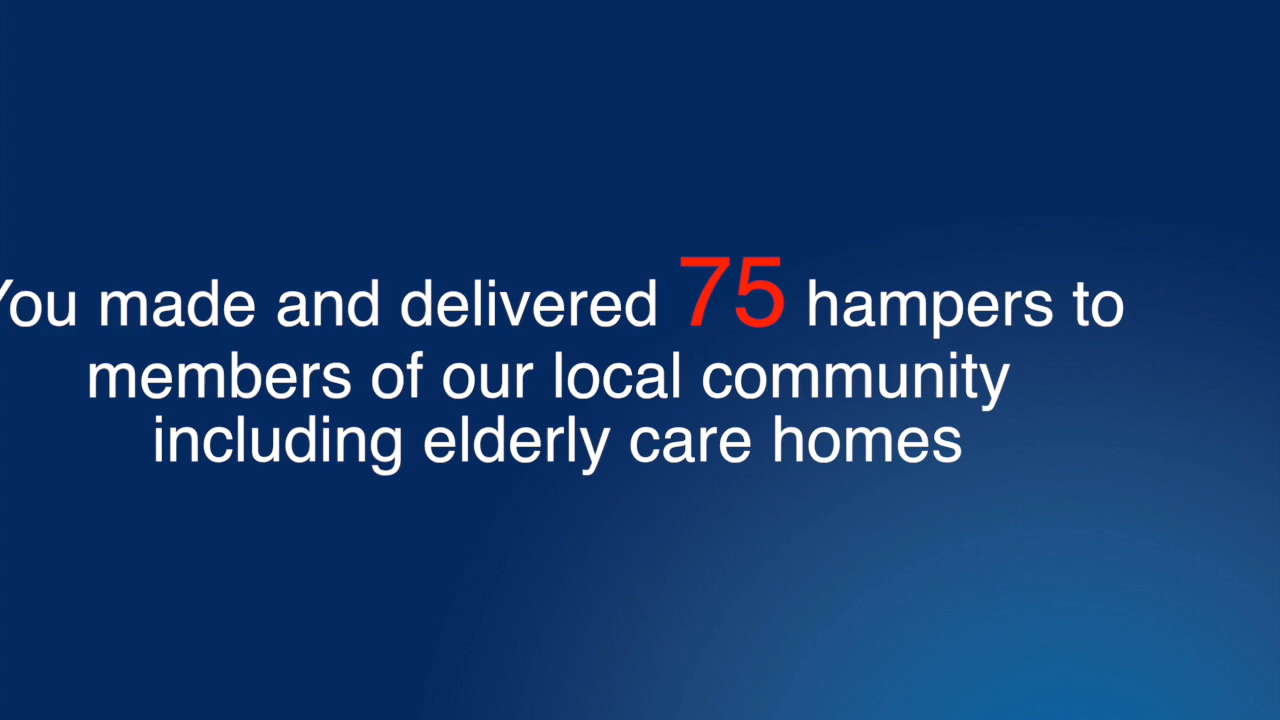 You made and delivered 75 hampers to
members of our local community
including elderly care homes